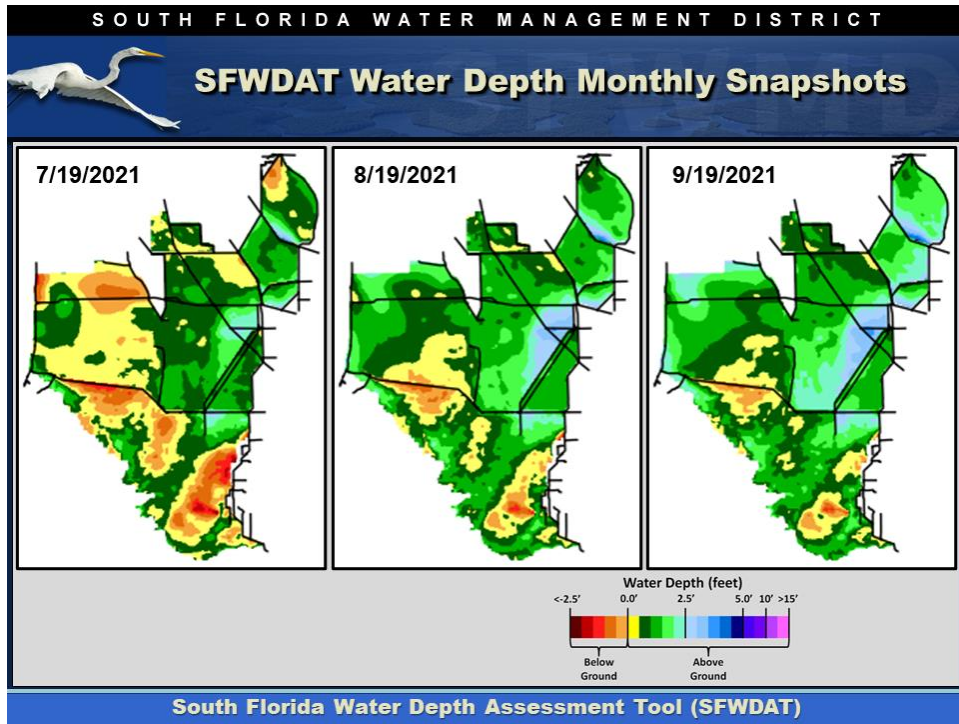 SOUTH FLORIDA WATER MANAGEMENT DISTRICT
SFWDAT Water Depth Monthly Snapshots
7/19/2021
8/19/2021
9/19/2021
Water Depth (feet)
<-2.5' 0.0' 2.5' 5.0' 10' >15'
Below Ground
Above Ground
South Florida Water Depth Assessment Tool (SFWDAT)